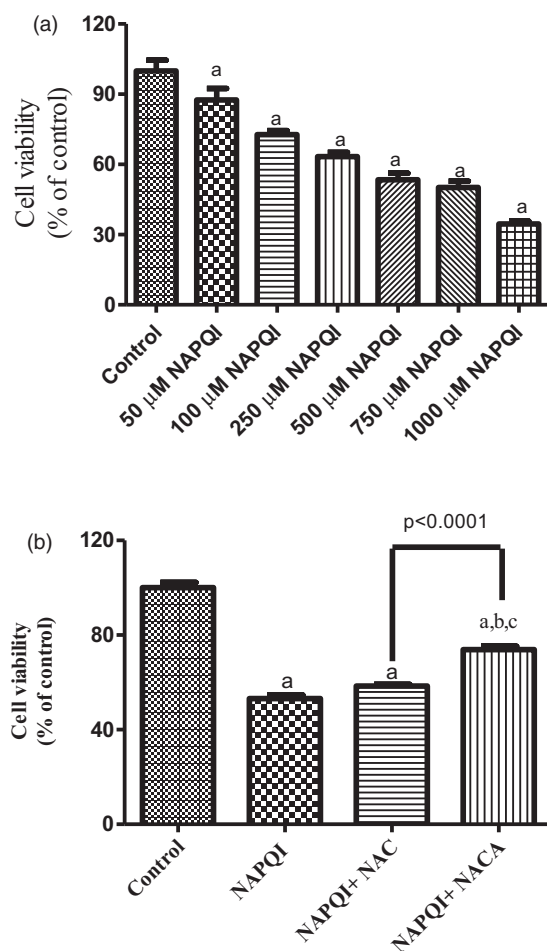 (a)
Cell viability
(% of control)
120
90
60
30
0
a
a
a
a
a
a
Control
50 μM NAPQI
100 μM NAPQI
250 μM NAPQI
500 μM NAPQI
750 μM NAPQI
1000 μM NAPQI
(b)
p<0.0001
Cell viability
(% of control)
120
80
40
0
a
a
a,b,c
Control
NAPQI
NAPQI+ NAC
NAPQI+ NACA